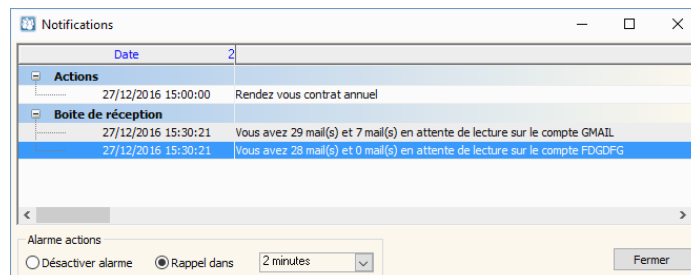 Notifications
Date 2
Actions
27/12/2016 15:00:00 Rendez vous contrat annuel
Boite de réception
27/12/2016 15:30:21 Vous avez 29 mail(s) et 7 mail(s) en attente de lecture sur le compte GMAIL
27/12/2016 15:30:21 Vous avez 28 mail(s) et 0 mail(s) en attente de lecture sur le compte FDGDFG
Alarme actions
Désactiver alarme Rappel dans 2 minutes Fermer